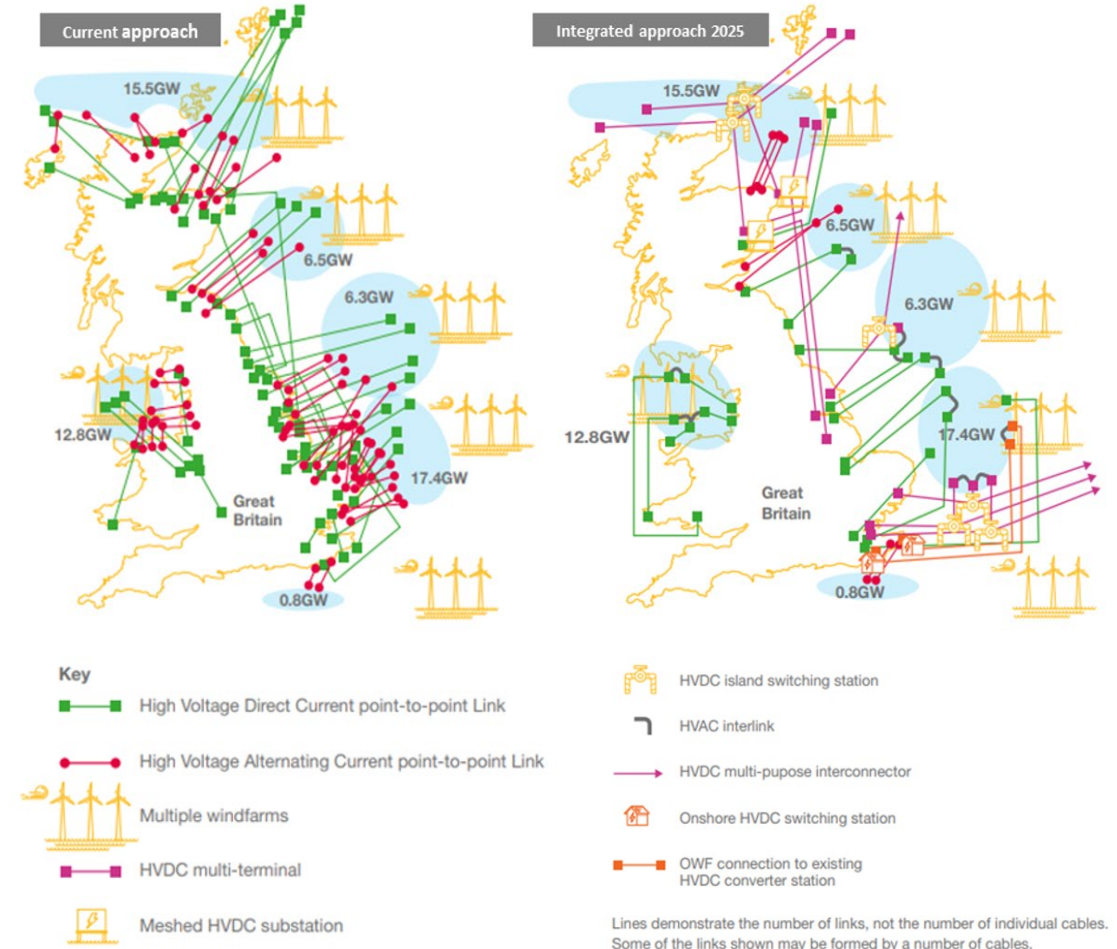 Current approach
15.5GW
6.5GW
6.3GW
12.8GW
17.4GW
Great
Britain
0.8GW
Integrated approach 2025
15.5GW
6.5GW
6.3GW
12.8GW
17.4GW
Great
Britain
0.8GW
Key
High Voltage Direct Current point-to-point Link
High Voltage Alternating Current point-to-point Link
Multiple windfarms
HVDC multi-terminal
Meshed HVDC substation
HVDC island switching station
HVAC interlink
HVDC multi-pupose interconnector
Onshore HVDC switching station
OWF connection to existing
HVDC converter station
Lines demonstrate the number of links, not the number of individual cables.
Some of the links shown may be formed by a number of cables.